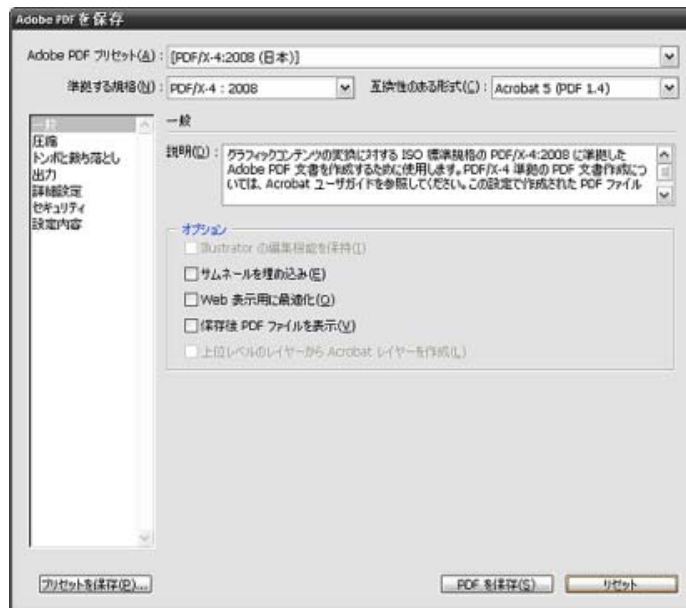 Adobe PDF を保存
Adobe PDF プリセット(A): [PDF/X-4:2008 (日本)]
準拠する規格(N): PDF/X-4 : 2008 互換性のある形式(C): Acrobat 5 (PDF 1.4)
一般
圧縮
トンボと裁ち落とし
出力
詳細設定
セキュリティ
設定内容
一般
説明(D): グラフィックコンテンツの変換に対する ISO 標準規格の PDF/X-4:2008 に準拠した
Adobe PDF 文書を作成するために使用します。PDF/X-4 準拠の PDF 文書作成につ
いては、Acrobat ユーザガイドを参照してください。この設定で作成された PDF ファイル
オプション
Illustrator の編集機能を保持(I)
サムネールを埋め込み(E)
Web 表示用に最適化(O)
保存後 PDF ファイルを表示(V)
上位レベルのレイヤーから Acrobat レイヤーを作成(L)
プリセットを保存(P)... PDF を保存(S) リセット